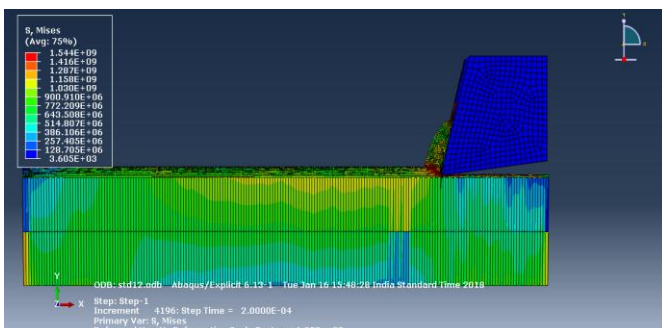 S, Mises
(Avg: 75%)
1.544E+09
1.416E+09
1.287E+09
1.158E+09
1.030E+09
900.910E+06
772.209E+06
643.508E+06
514.807E+06
386.106E+06
257.405E+06
128.705E+06
3.605E+03
Y
Z X
ODB: std12.odb Abaqus/Explicit 6.13-1 Tue Jan 16 15:48:28 India Standard Time 2018
Step: Step-1
Increment 4196: Step Time = 2.0000E-04
Primary Var: S, Mises